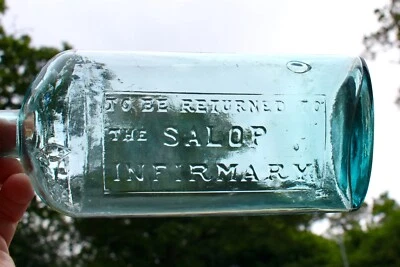 TO BE RETURNED TO
THE SALOP
INFIRMARY